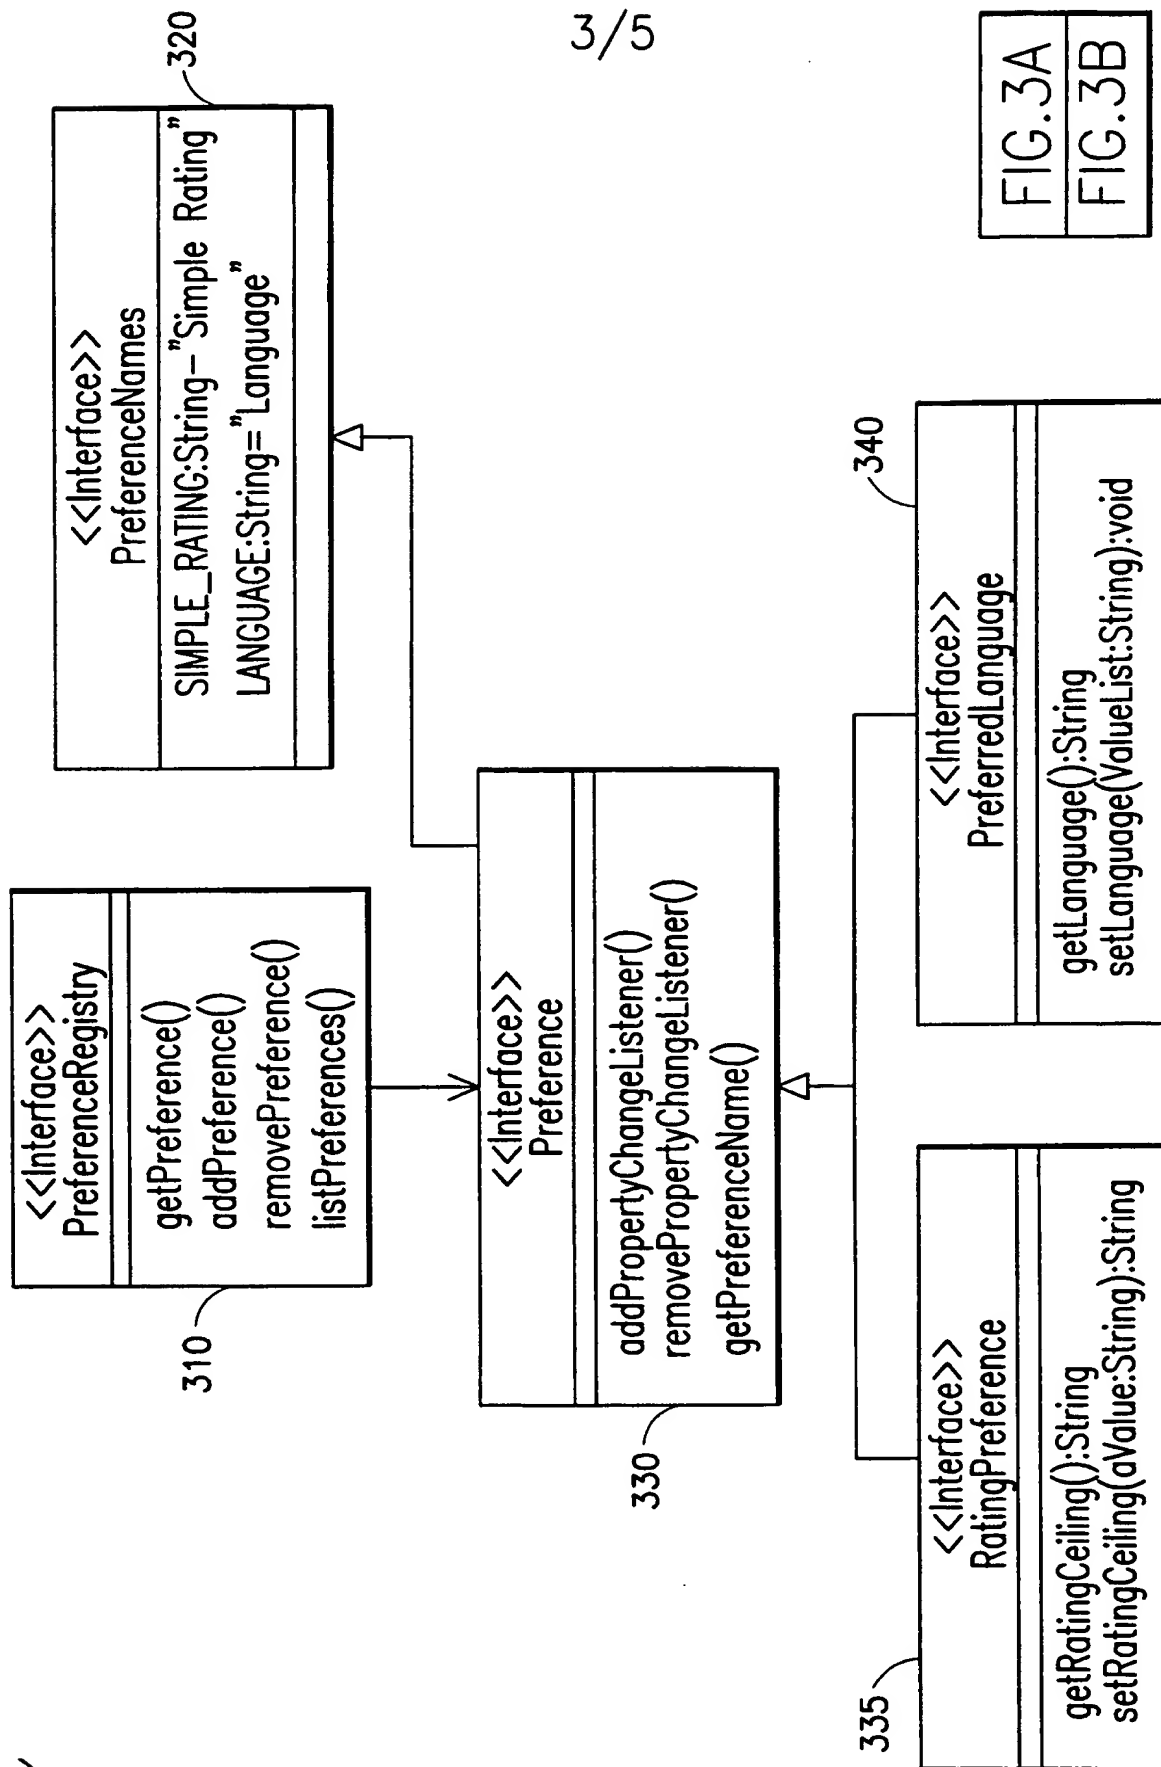 3/5
<<Interface>>
PreferenceRegistry
getPreference()
addPreference()
removePreference()
listPreferences()
310
<<Interface>>
PreferenceNames
SIMPLE_RATING:String–"Simple Rating"
LANGUAGE:String="Language"
320
<<Interface>>
Preference
addPropertyChangeListener()
removePropertyChangeListener()
getPreferenceName()
330
<<Interface>>
RatingPreference
getRatingCeiling():String
setRatingCeiling(aValue:String):String
335
<<Interface>>
PreferredLanguage
getLanguage():String
setLanguage(ValueList:String):void
340
FIG.3A
FIG.3B